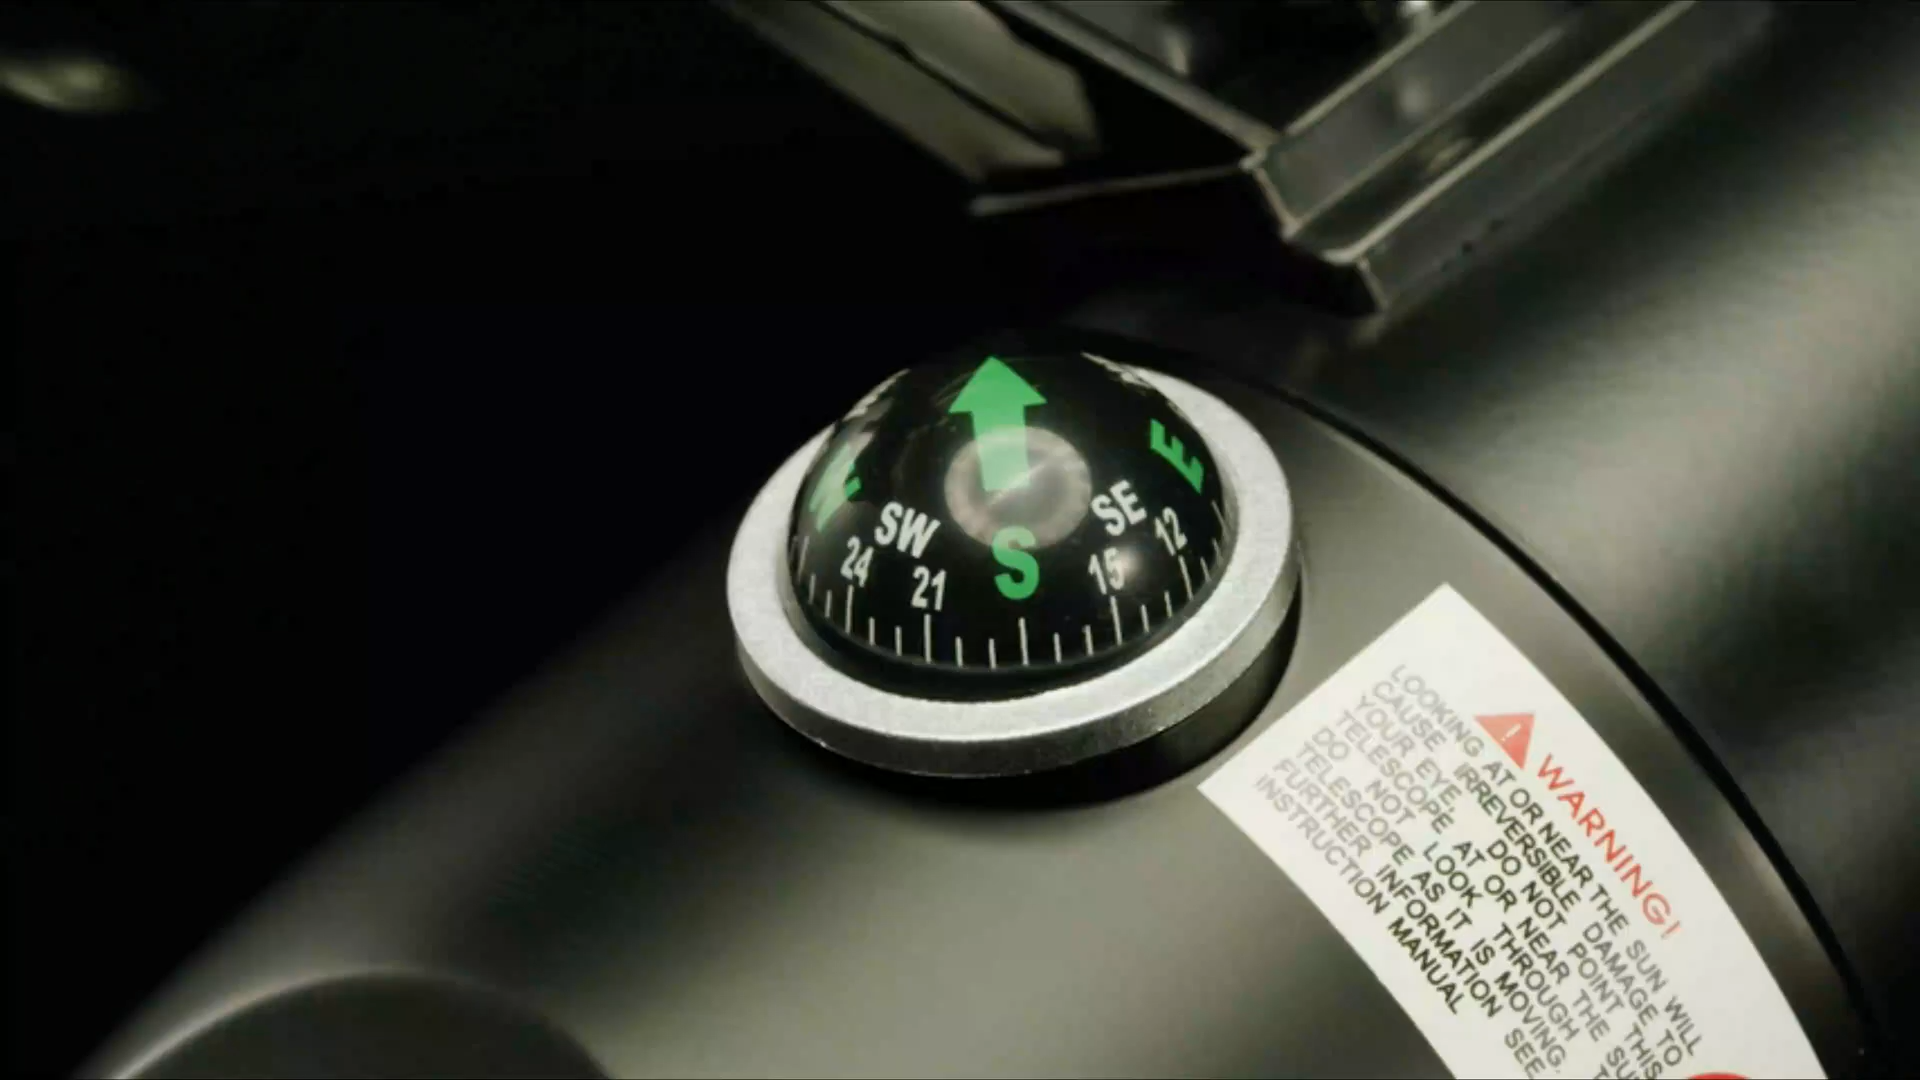 W SW S SE E
24 21 15 12
WARNING!
LOOKING AT OR NEAR THE SUN WILL
CAUSE IRREVERSIBLE DAMAGE TO
YOUR EYE. DO NOT POINT THIS
TELESCOPE AT OR NEAR THE SU
DO NOT LOOK THROUGH T
TELESCOPE AS IT IS MOVING.
FURTHER INFORMATION SEE
INSTRUCTION MANUAL